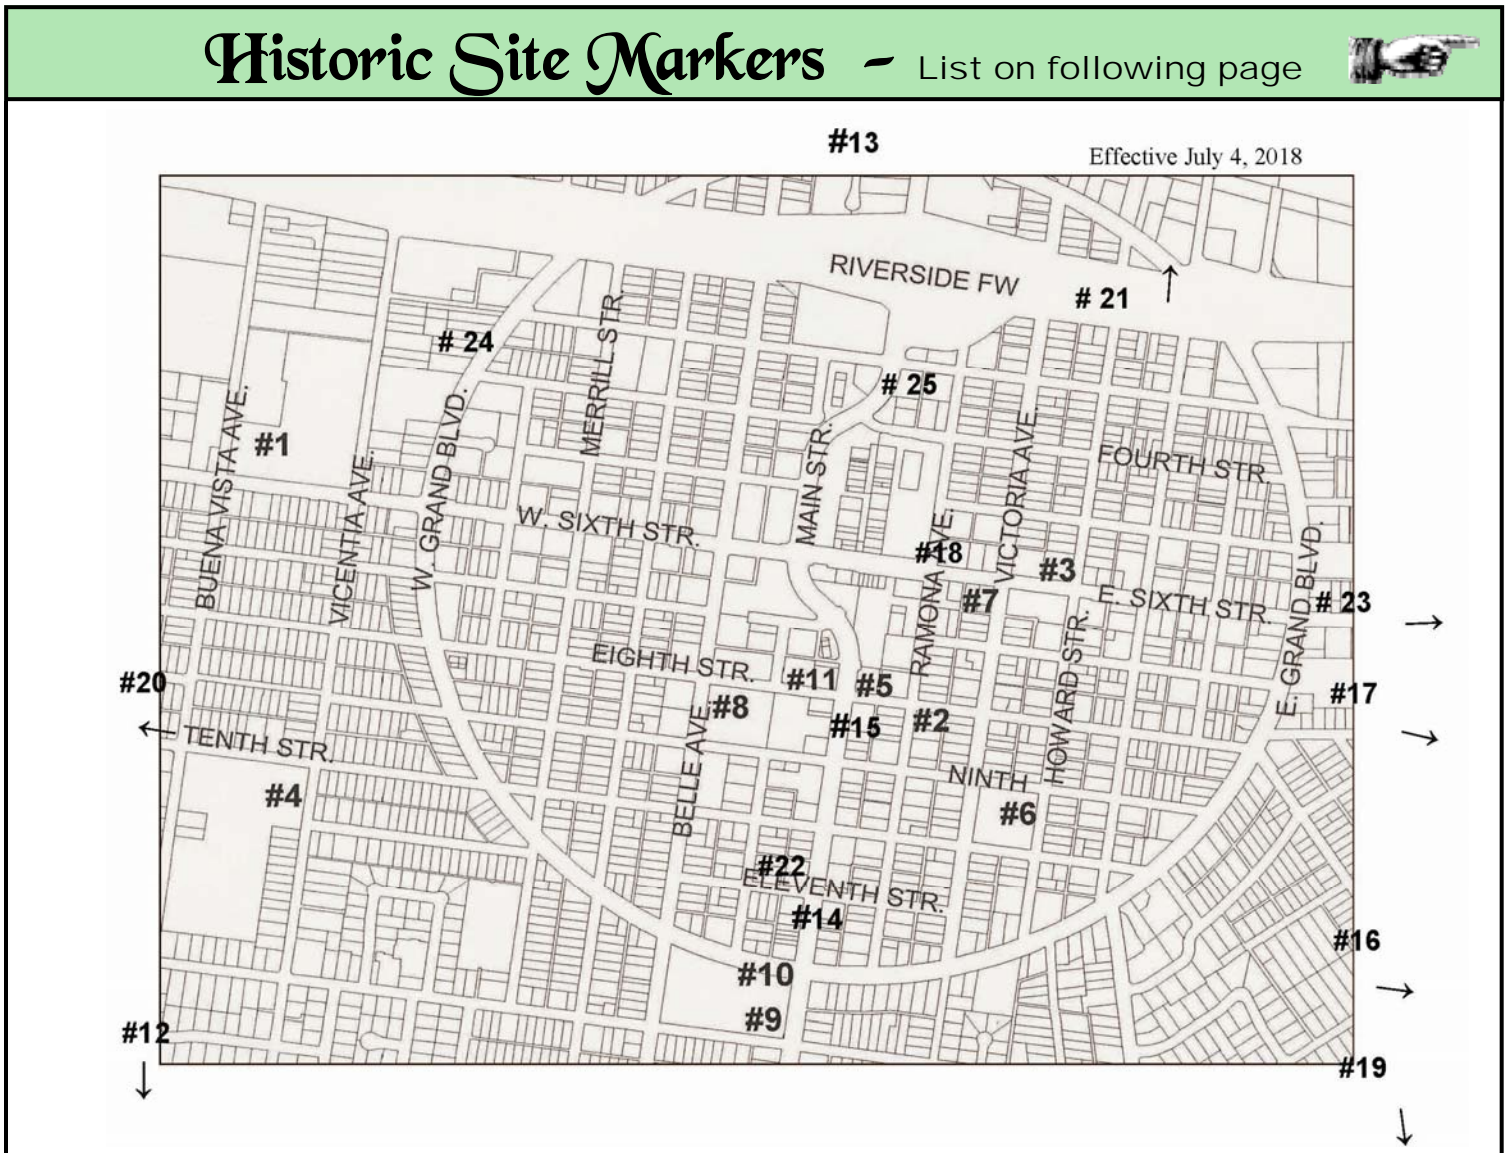 Historic Site Markers - List on following page
#13
Effective July 4, 2018
RIVERSIDE FW
# 21
# 24
MERRILL STR.
# 25
#1
BUENA VISTA AVE.
VICENTIA AVE.
W. GRAND BLVD.
MAIN STR.
VICTORIA AVE.
FOURTH STR.
W. SIXTH STR.
#18
#3
#7
RAMONA AVE.
E. SIXTH STR.
E. GRAND BLVD.
# 23
HOWARD STR.
EIGHTH STR.
#20
#11
#5
#17
#8
#15
#2
BELLE AVE.
TENTH STR.
NINTH
#4
#6
#22
ELEVENTH STR.
#14
#16
#10
#9
#12
#19